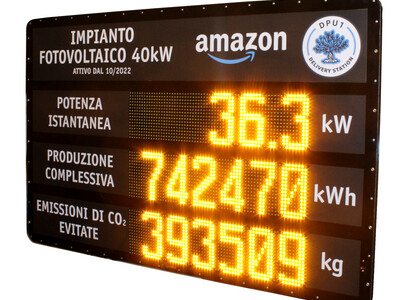 IMPIANTO
FOTOVOLTAICO 40kW
ATTIVO DAL 10/2022
amazon
DPU1
DELIVERY STATION
POTENZA
ISTANTANEA
36.3 kW
PRODUZIONE
COMPLESSIVA
742470 kWh
EMISSIONI DI CO₂
EVITATE
393509 kg